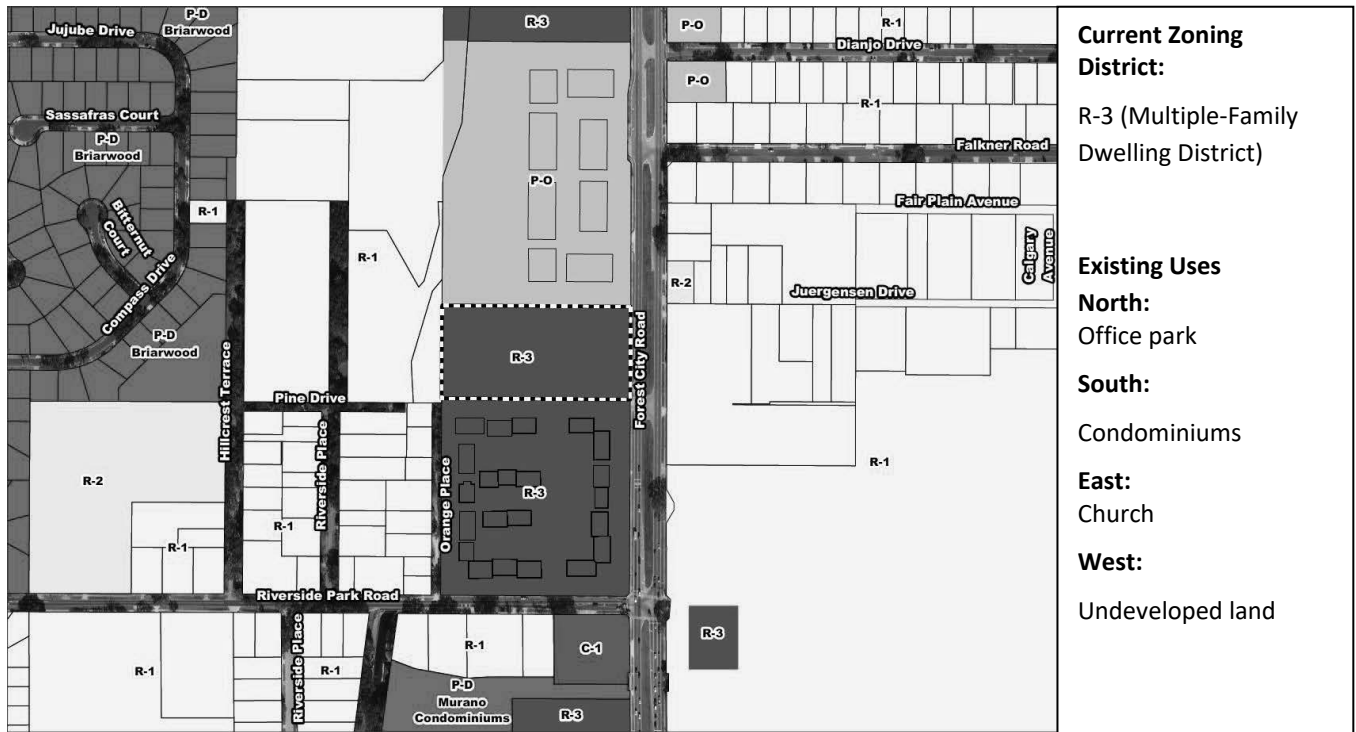 Jujube Drive
P-D
Briarwood
R-3
P-O
R-1
Dianjo Drive
P-O
R-1
Sassafras Court
P-D
Briarwood
Falkner Road
P-O
Fair Plain Avenue
R-1
Bitternut
Court
Compass Drive
R-1
Calgary
Avenue
R-2
Juergensen Drive
P-D
Briarwood
R-3
Forest City Road
Hillcrest Terrace
Pine Drive
Riverside Place
Orange Place
R-2
R-3
R-1
R-1
R-1
Riverside Park Road
R-1
R-1
Riverside Place
R-1
R-1
C-1
R-3
P-D
Murano
Condominiums
R-3
Current Zoning
District:
R-3 (Multiple-Family
Dwelling District)
Existing Uses
North:
Office park
South:
Condominiums
East:
Church
West:
Undeveloped land